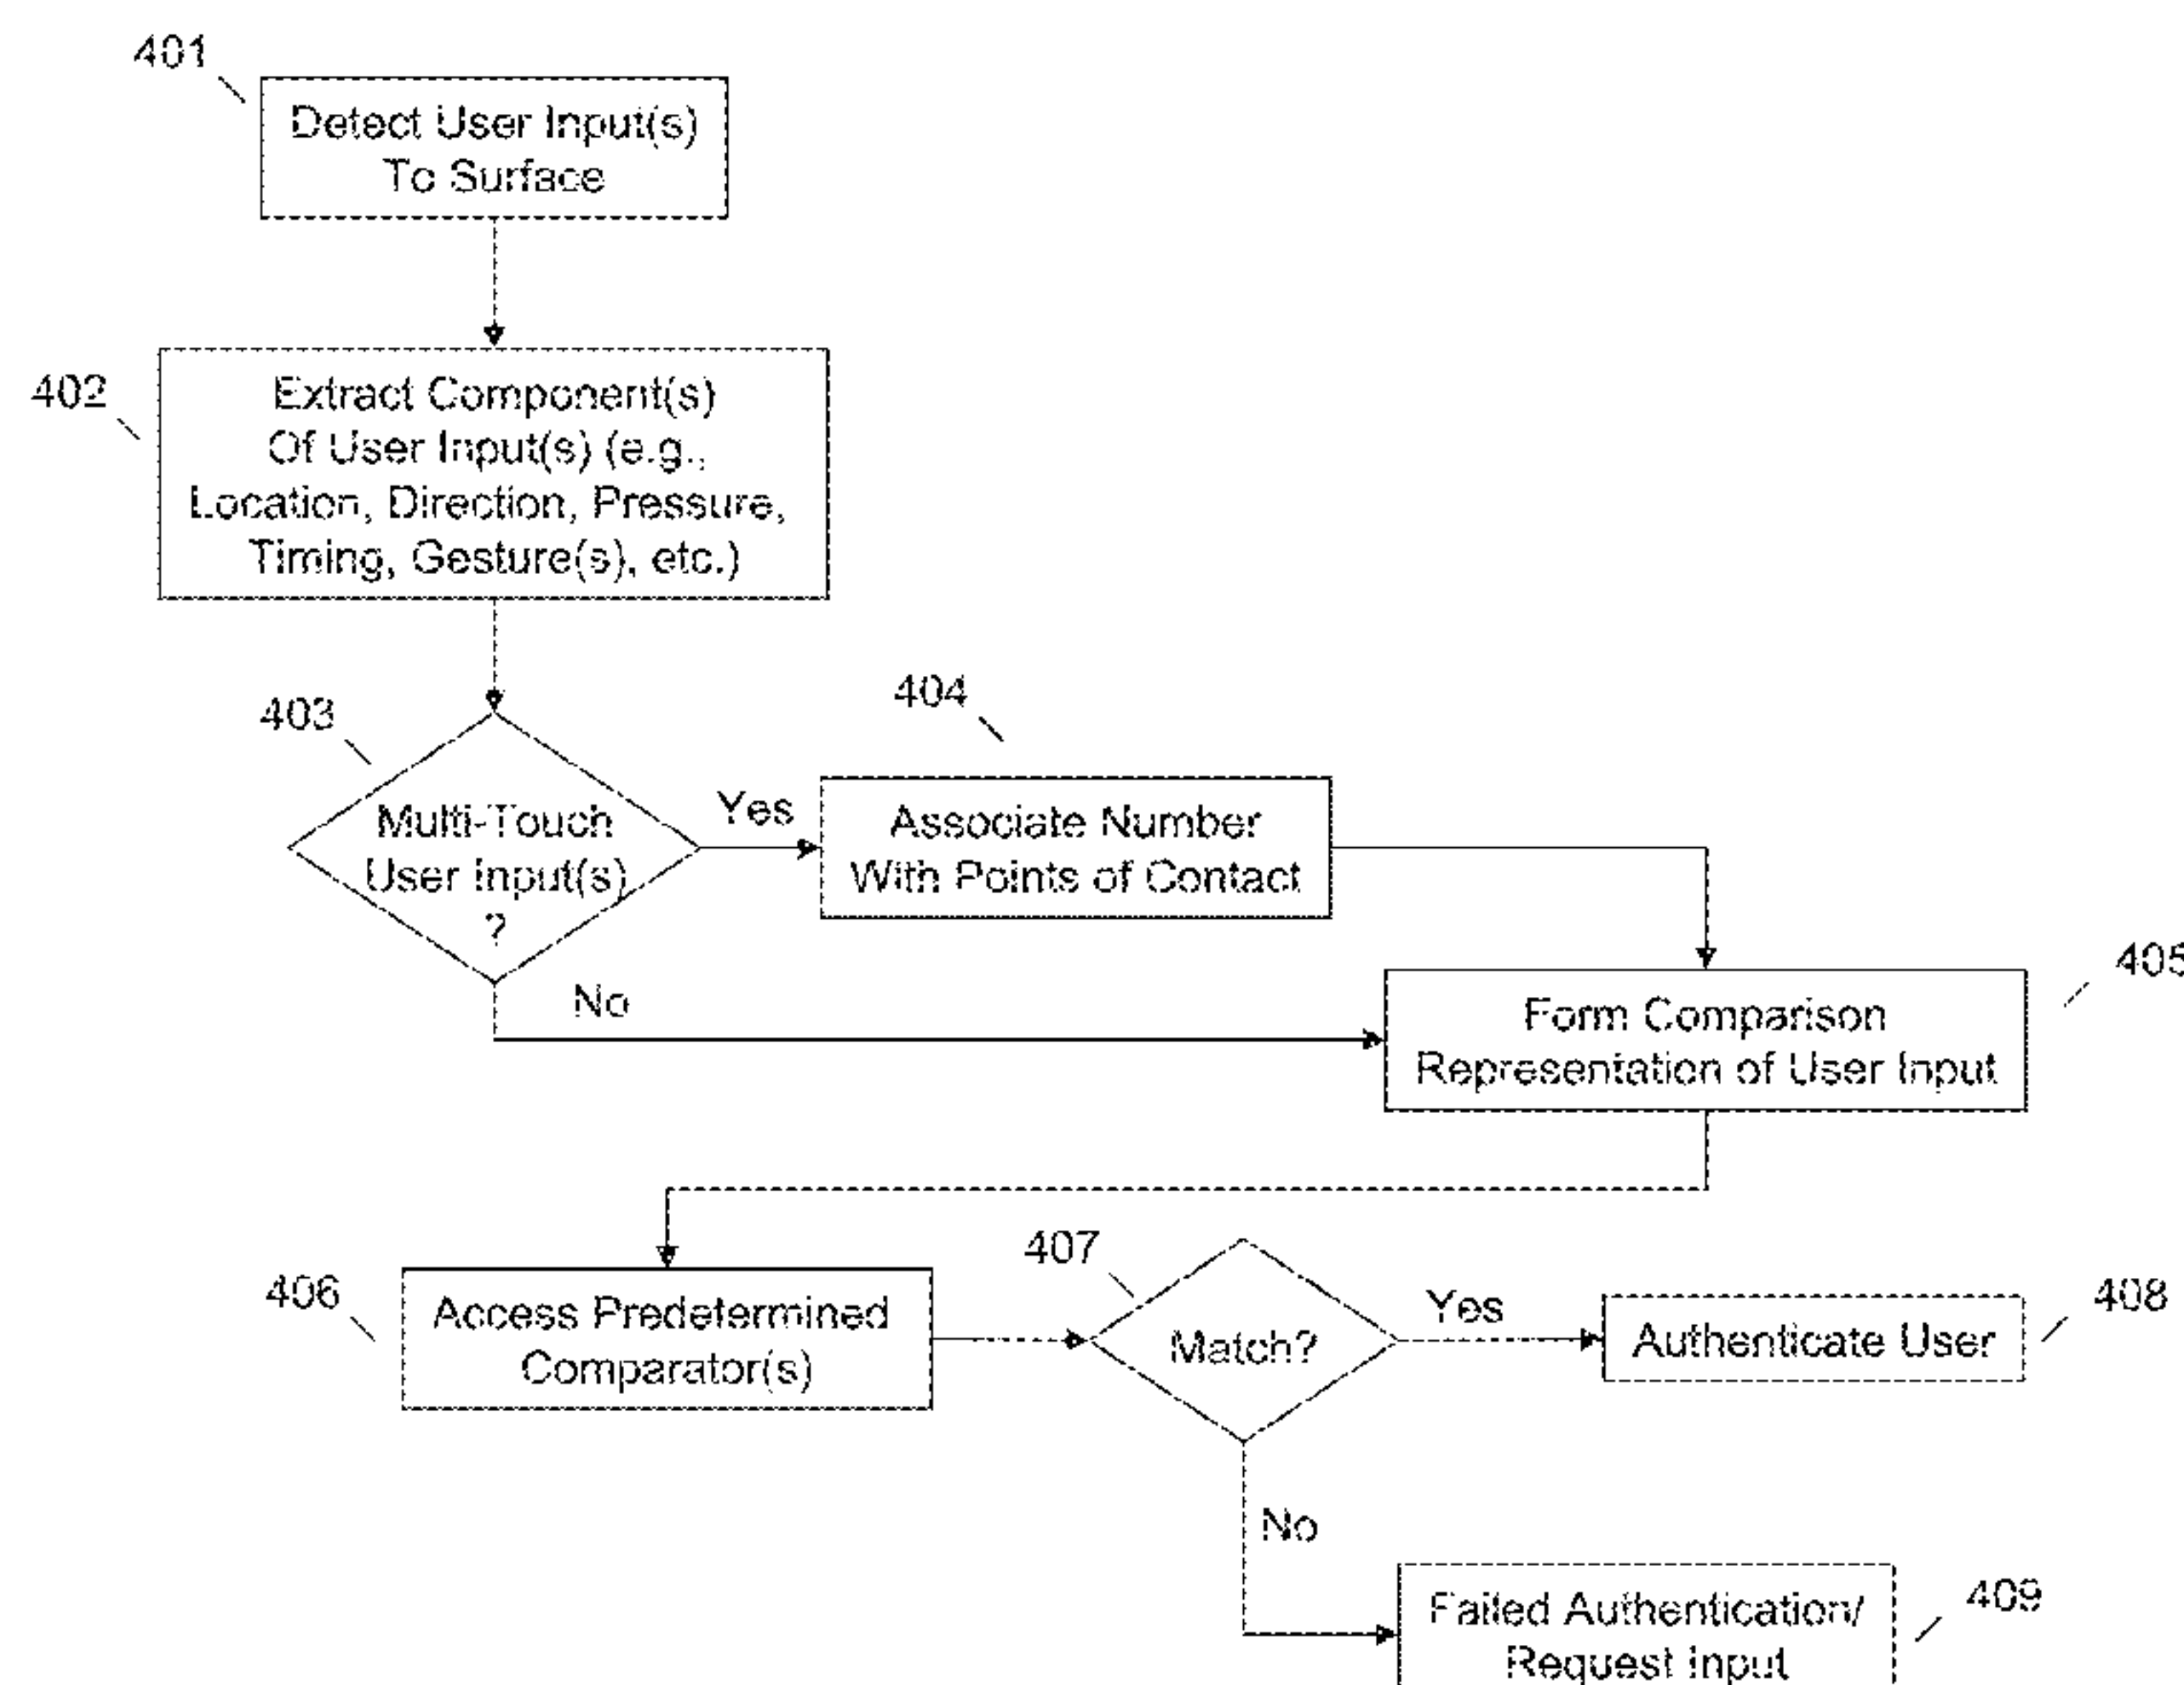 401
Detect User Input(s)
To Surface
402
Extract Component(s)
Of User Input(s) (e.g.,
Location, Direction, Pressure,
Timing, Gesture(s), etc.)
403
Multi-Touch
User Input(s)
?
Yes
404
Associate Number
With Points of Contact
No
405
Form Comparison
Representation of User Input
406
Access Predetermined
Comparator(s)
407
Match?
Yes
408
Authenticate User
No
409
Failed Authentication/
Request Input